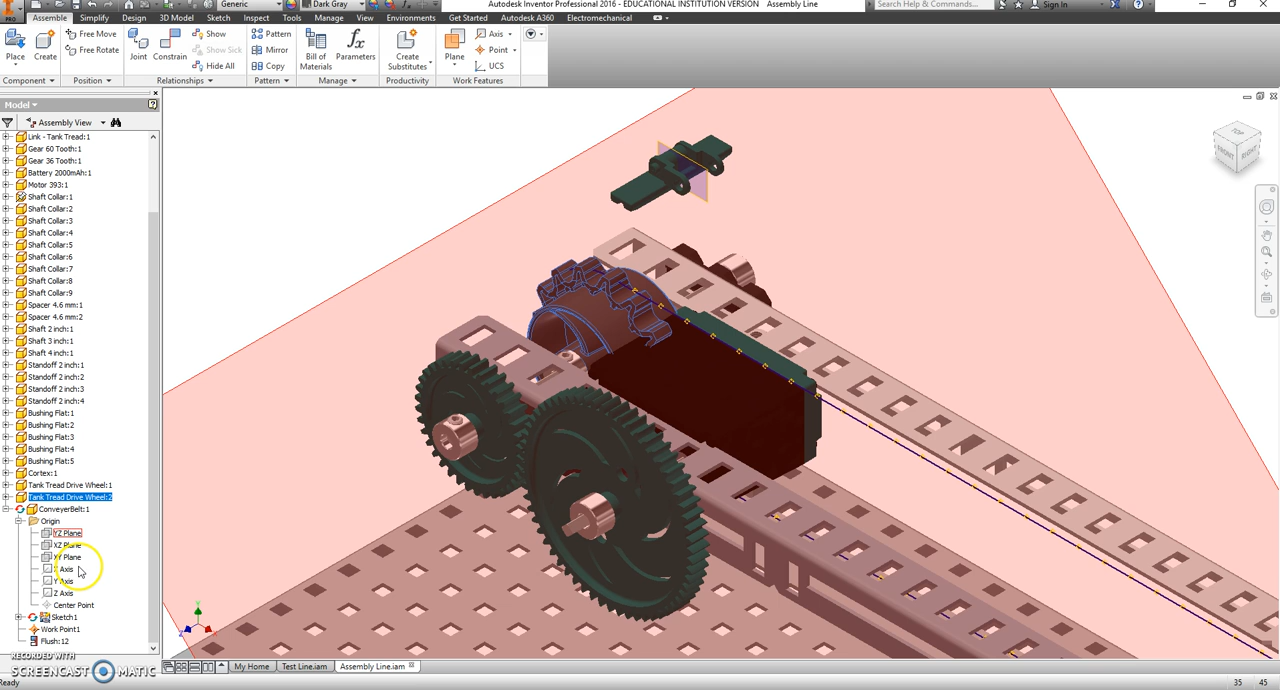 Generic
Dark Gray
Autodesk Inventor Professional 2016 - EDUCATIONAL INSTITUTION VERSION Assembly Line
Search Help & Commands...
Sign In
PRO
Assemble
Simplify
Design
3D Model
Sketch
Inspect
Tools
Manage
View
Environments
Get Started
Autodesk A360
Electromechanical
Place
Create
Free Move
Free Rotate
Joint
Constrain
Show
Show Sick
Hide All
Pattern
Mirror
Copy
Bill of Materials
Parameters
Create Substitutes
Plane
Axis
Point
UCS
Component
Position
Relationships
Pattern
Manage
Productivity
Work Features
Model
Assembly View
Link - Tank Tread:1
Gear 60 Tooth:1
Gear 36 Tooth:1
Battery 2000mAh:1
Motor 393:1
Shaft Collar:1
Shaft Collar:2
Shaft Collar:3
Shaft Collar:4
Shaft Collar:5
Shaft Collar:6
Shaft Collar:7
Shaft Collar:8
Shaft Collar:9
Spacer 4.6 mm:1
Spacer 4.6 mm:2
Shaft 2 inch:1
Shaft 3 inch:1
Shaft 4 inch:1
Standoff 2 inch:1
Standoff 2 inch:2
Standoff 2 inch:3
Standoff 2 inch:4
Bushing Flat:1
Bushing Flat:2
Bushing Flat:3
Bushing Flat:4
Bushing Flat:5
Cortex:1
Tank Tread Drive Wheel:1
Tank Tread Drive Wheel:2
ConveyerBelt:1
Origin
YZ Plane
XZ Plane
XY Plane
X Axis
Y Axis
Z Axis
Center Point
Sketch1
Work Point1
Flush:12
TOP
FRONT
RIGHT
RECORDED WITH
SCREENCAST MATIC
My Home
Test Line.iam
Assembly Line.iam
Ready
35
45